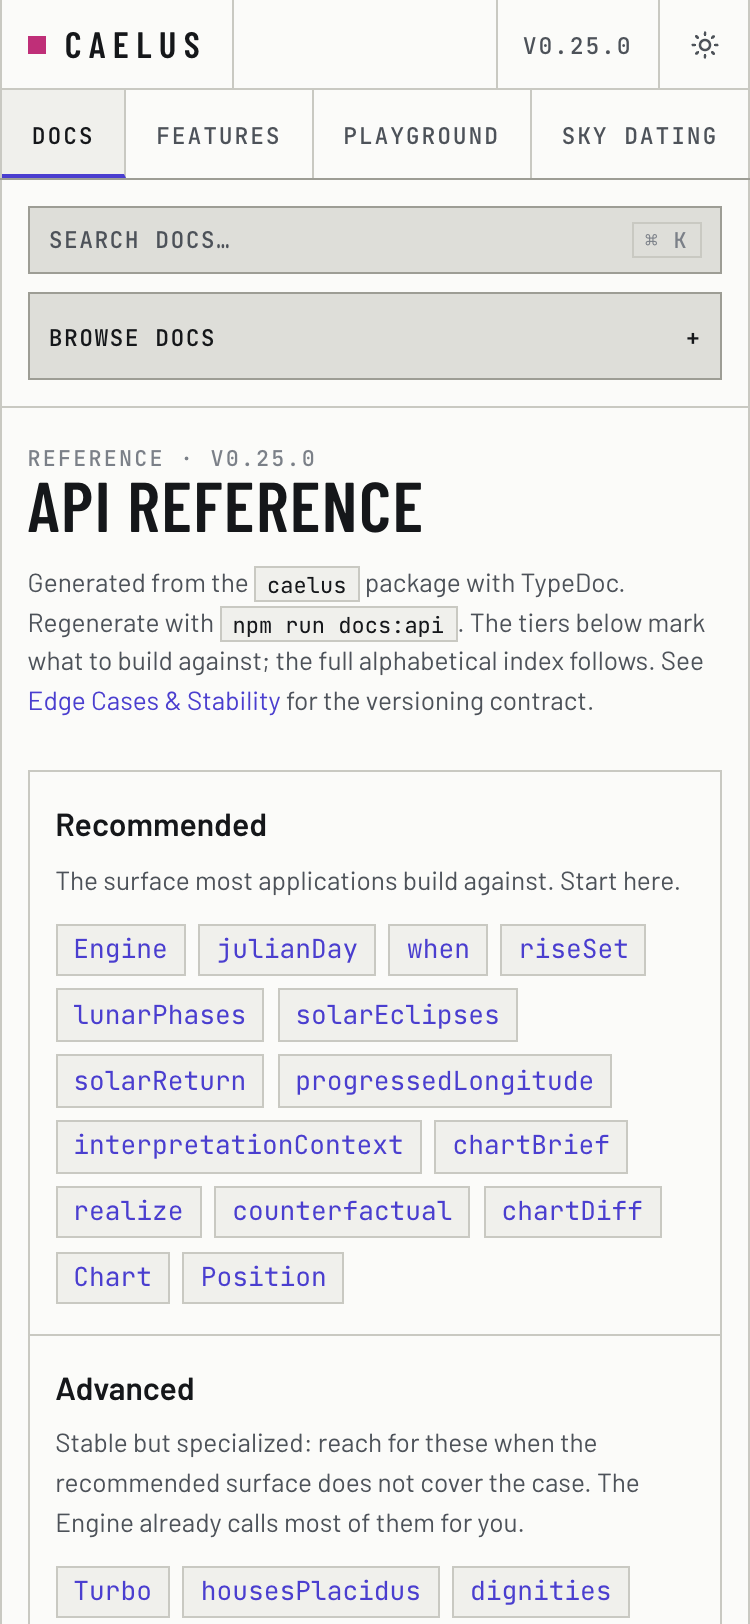 CAELUS
V0.25.0
DOCS FEATURES PLAYGROUND SKY DATING
SEARCH DOCS… ⌘ K
BROWSE DOCS +
REFERENCE · V0.25.0
API REFERENCE
Generated from the caelus package with TypeDoc.
Regenerate with npm run docs:api. The tiers below mark
what to build against; the full alphabetical index follows. See
Edge Cases & Stability for the versioning contract.
Recommended
The surface most applications build against. Start here.
Engine julianDay when riseSet
lunarPhases solarEclipses
solarReturn progressedLongitude
interpretationContext chartBrief
realize counterfactual chartDiff
Chart Position
Advanced
Stable but specialized: reach for these when the
recommended surface does not cover the case. The
Engine already calls most of them for you.
Turbo housesPlacidus dignities